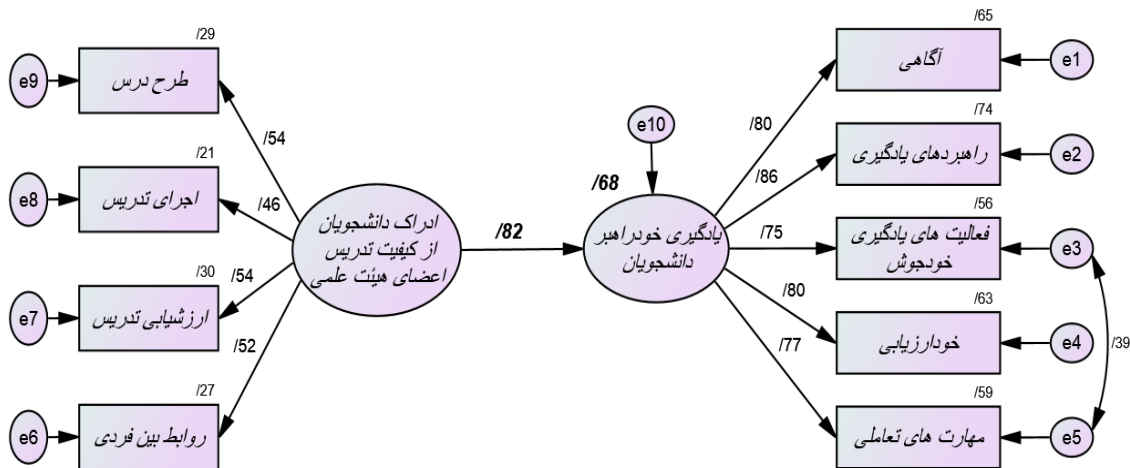 /29
طرح درس
e9
/54
/21
اجرای تدریس
e8
/46
/30
ارزشیابی تدریس
e7
/54
/27
روابط بین فردی
e6
/52
ادراک دانشجویان
از کیفیت تدریس
اعضای هیئت علمی
/82
e10
/68
یادگیری خودراهبر
دانشجویان
/80
/65
آگاهی
e1
/86
/74
راهبردهای یادگیری
e2
/75
/56
فعالیت های یادگیری
خودجوش
e3
/80
/63
خودارزیابی
e4
/39
/77
/59
مهارت های تعاملی
e5